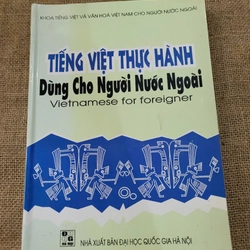 KHOA TIẾNG VIỆT VÀ VĂN HOÁ VIỆT NAM CHO NGƯỜI NƯỚC NGOÀI
TIẾNG VIỆT THỰC HÀNH
Dùng Cho Người Nước Ngoài
Vietnamese for foreigner
NHÀ XUẤT BẢN ĐẠI HỌC QUỐC GIA HÀ NỘI